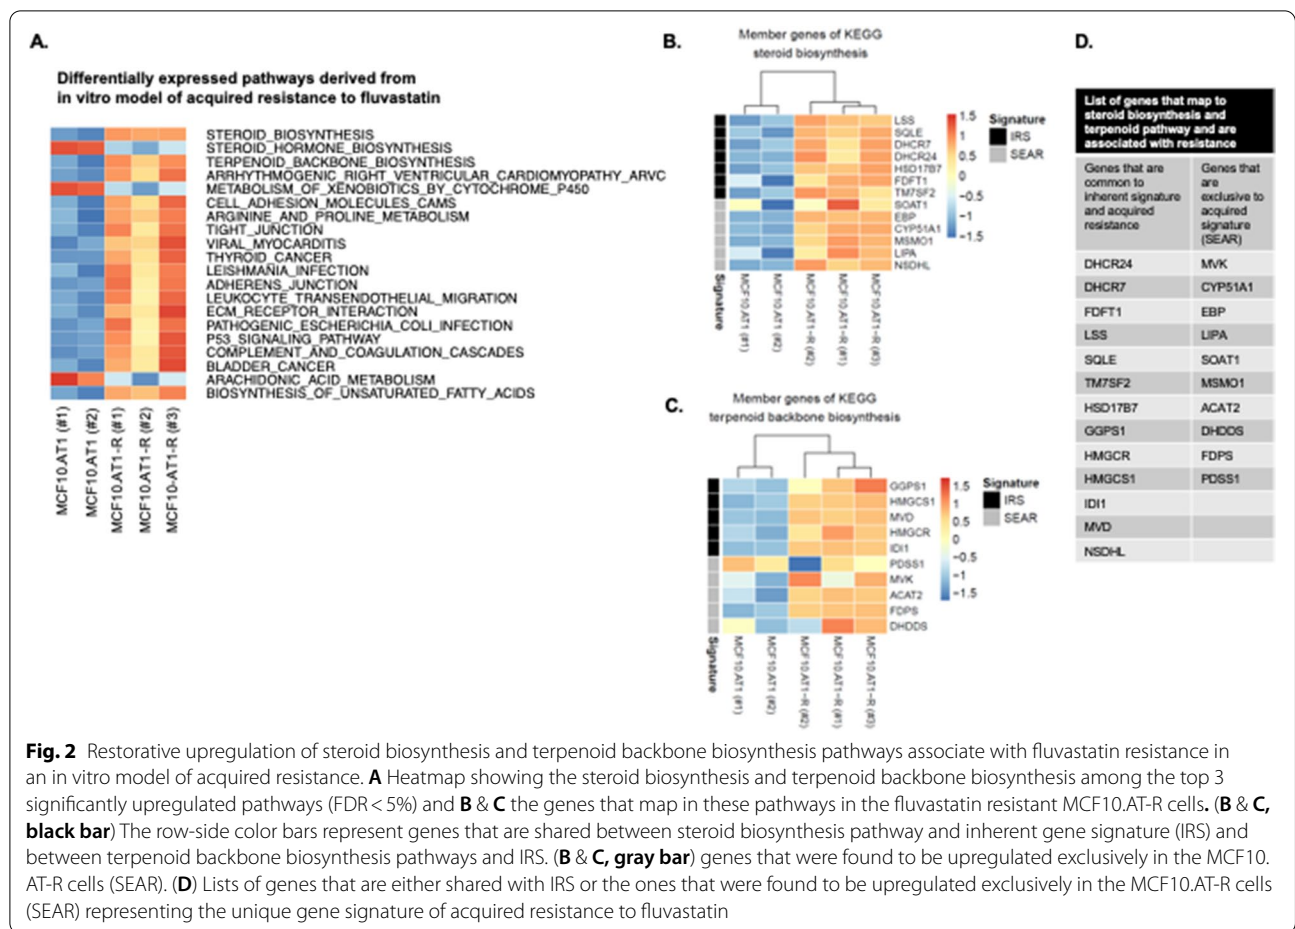 A.
Differentially expressed pathways derived from
in vitro model of acquired resistance to fluvastatin
STEROID_BIOSYNTHESIS
STEROID_HORMONE_BIOSYNTHESIS
TERPENOID_BACKBONE_BIOSYNTHESIS
ARRHYTHMOGENIC_RIGHT_VENTRICULAR_CARDIOMYOPATHY_ARVC
METABOLISM_OF_XENOBIOTICS_BY_CYTOCHROME_P450
CELL_ADHESION_MOLECULES_CAMS
ARGININE_AND_PROLINE_METABOLISM
TIGHT_JUNCTION
VIRAL_MYOCARDITIS
THYROID_CANCER
LEISHMANIA_INFECTION
ADHERENS_JUNCTION
LEUKOCYTE_TRANSENDOTHELIAL_MIGRATION
ECM_RECEPTOR_INTERACTION
PATHOGENIC_ESCHERICHIA_COLI_INFECTION
P53_SIGNALING_PATHWAY
COMPLEMENT_AND_COAGULATION_CASCADES
BLADDER_CANCER
ARACHIDONIC_ACID_METABOLISM
BIOSYNTHESIS_OF_UNSATURATED_FATTY_ACIDS
MCF10.AT1 (#1)
MCF10.AT1 (#2)
MCF10.AT1-R (#1)
MCF10.AT1-R (#2)
MCF10-AT1-R (#3)
B.
Member genes of KEGG
steroid biosynthesis
LSS
SQLE
DHCR7
DHCR24
HSD17B7
FDFT1
TM7SF2
SOAT1
EBP
CYP51A1
MSMO1
LIPA
NSDHL
1.5
1
0.5
0
−0.5
−1
−1.5
Signature
IRS
SEAR
Signature
MCF10.AT1 (#1)
MCF10.AT1 (#2)
MCF10.AT1−R (#2)
MCF10.AT1−R (#1)
MCF10.AT1−R (#3)
C.
Member genes of KEGG
terpenoid backbone biosynthesis
GGPS1
HMGCS1
MVD
HMGCR
IDI1
PDSS1
MVK
ACAT2
FDPS
DHDDS
1.5
1
0.5
0
−0.5
−1
−1.5
Signature
IRS
SEAR
Signature
MCF10.AT1 (#1)
MCF10.AT1 (#2)
MCF10.AT1−R (#2)
MCF10.AT1−R (#1)
MCF10.AT1−R (#3)
D.
List of genes that map to
steroid biosynthesis and
terpenoid pathway and are
associated with resistance
Genes that are
common to
inherent signature
and acquired
resistance
Genes that
are
exclusive to
acquired
signature
(SEAR)
DHCR24 MVK
DHCR7 CYP51A1
FDFT1 EBP
LSS LIPA
SQLE SOAT1
TM7SF2 MSMO1
HSD17B7 ACAT2
GGPS1 DHDDS
HMGCR FDPS
HMGCS1 PDSS1
IDI1
MVD
NSDHL
Fig. 2 Restorative upregulation of steroid biosynthesis and terpenoid backbone biosynthesis pathways associate with fluvastatin resistance in
an in vitro model of acquired resistance. A Heatmap showing the steroid biosynthesis and terpenoid backbone biosynthesis among the top 3
significantly upregulated pathways (FDR < 5%) and B & C the genes that map in these pathways in the fluvastatin resistant MCF10.AT-R cells. (B & C,
black bar) The row-side color bars represent genes that are shared between steroid biosynthesis pathway and inherent gene signature (IRS) and
between terpenoid backbone biosynthesis pathways and IRS. (B & C, gray bar) genes that were found to be upregulated exclusively in the MCF10.
AT-R cells (SEAR). (D) Lists of genes that are either shared with IRS or the ones that were found to be upregulated exclusively in the MCF10.AT-R cells
(SEAR) representing the unique gene signature of acquired resistance to fluvastatin